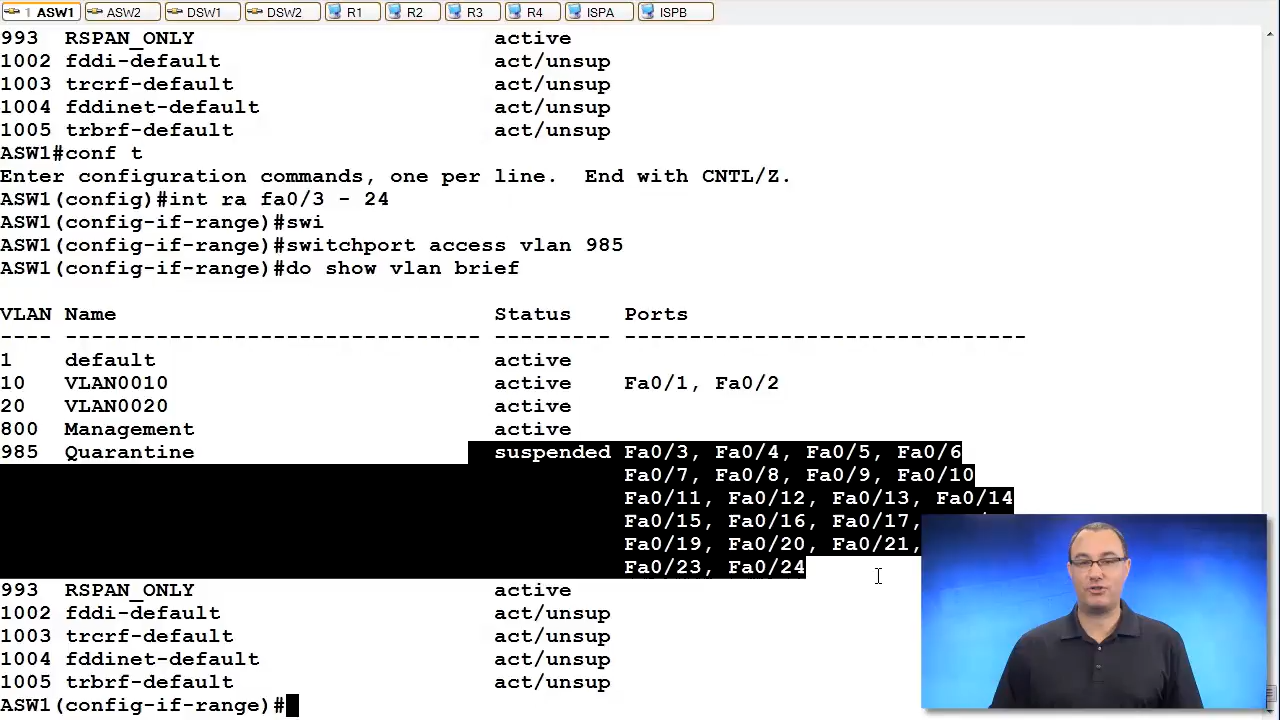 1 ASW1 ASW2 DSW1 DSW2 R1 R2 R3 R4 ISPA ISPB
993 RSPAN_ONLY active
1002 fddi-default act/unsup
1003 trcrf-default act/unsup
1004 fddinet-default act/unsup
1005 trbrf-default act/unsup
ASW1#conf t
Enter configuration commands, one per line. End with CNTL/Z.
ASW1(config)#int ra fa0/3 - 24
ASW1(config-if-range)#swi
ASW1(config-if-range)#switchport access vlan 985
ASW1(config-if-range)#do show vlan brief
VLAN Name Status Ports
---- -------------------------------- --------- -------------------------------
1 default active
10 VLAN0010 active Fa0/1, Fa0/2
20 VLAN0020 active
800 Management active
985 Quarantine suspended Fa0/3, Fa0/4, Fa0/5, Fa0/6
Fa0/7, Fa0/8, Fa0/9, Fa0/10
Fa0/11, Fa0/12, Fa0/13, Fa0/14
Fa0/15, Fa0/16, Fa0/17,
Fa0/19, Fa0/20, Fa0/21,
Fa0/23, Fa0/24
993 RSPAN_ONLY active
1002 fddi-default act/unsup
1003 trcrf-default act/unsup
1004 fddinet-default act/unsup
1005 trbrf-default act/unsup
ASW1(config-if-range)#